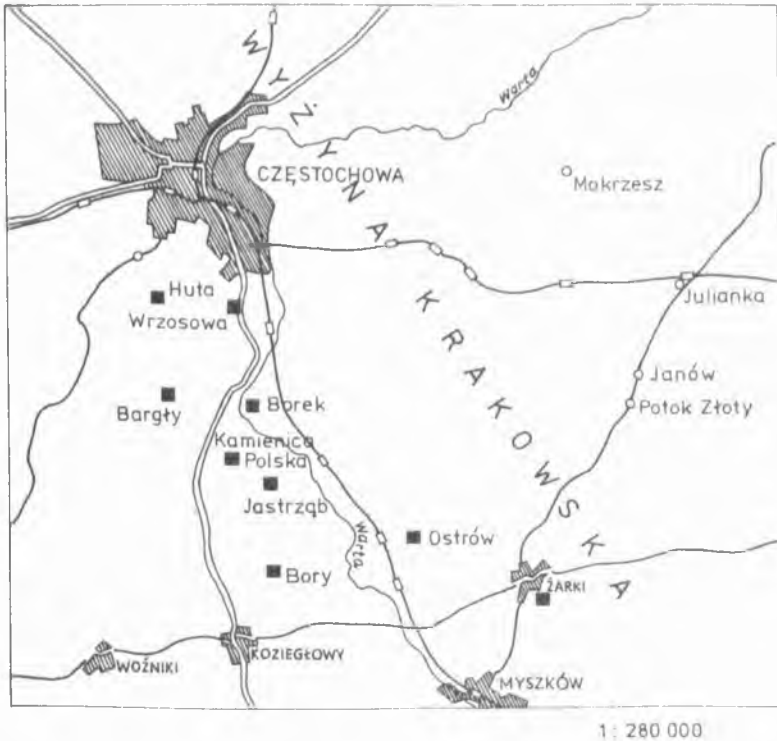 WYŻYNA KRAKOWSKA
Warta
CZĘSTOCHOWA
Mokrzesz
Huta
Wrzosowa
Julianka
Janów
Potok Złoty
Bargły
Borek
Kamienica
Polska
Jastrząb
Warta
Ostrów
Bory
ŻARKI
WOŹNIKI
KOZIEGŁOWY
MYSZKÓW
1: 280 000